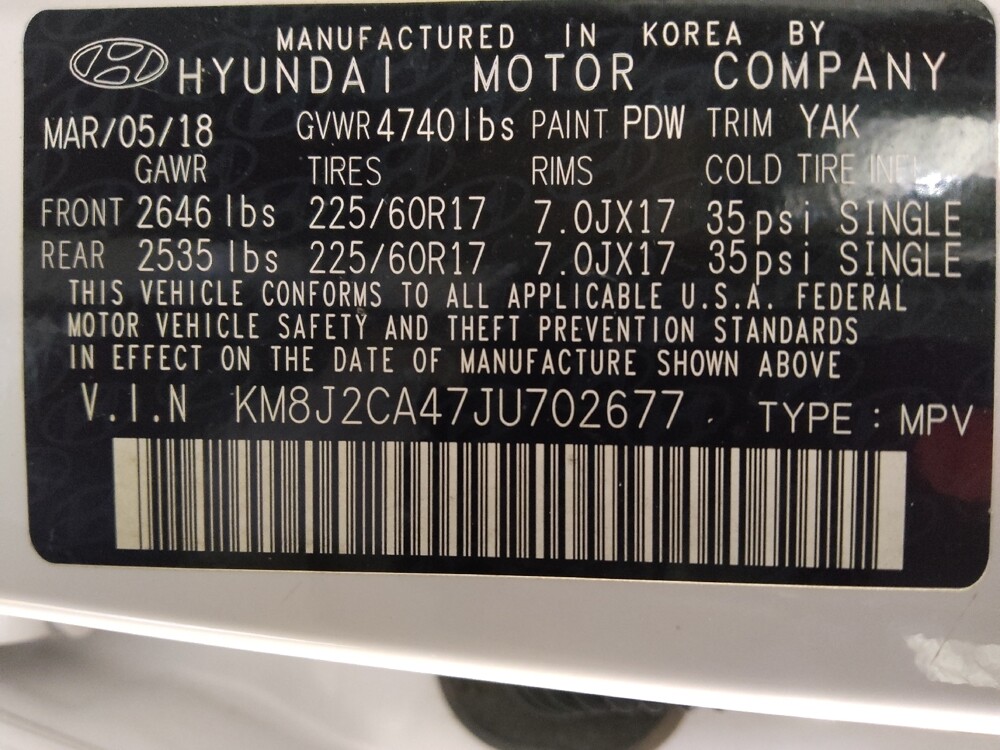 MANUFACTURED IN KOREA BY
HYUNDAI MOTOR COMPANY
MAR/05/18 GVWR 4740lbs PAINT PDW TRIM YAK
GAWR TIRES RIMS COLD TIRE INFL
FRONT 2646 lbs 225/60R17 7.0JX17 35psi SINGLE
REAR 2535 lbs 225/60R17 7.0JX17 35psi SINGLE
THIS VEHICLE CONFORMS TO ALL APPLICABLE U.S.A. FEDERAL
MOTOR VEHICLE SAFETY AND THEFT PREVENTION STANDARDS
IN EFFECT ON THE DATE OF MANUFACTURE SHOWN ABOVE
V.I.N KM8J2CA47JU702677 TYPE : MPV